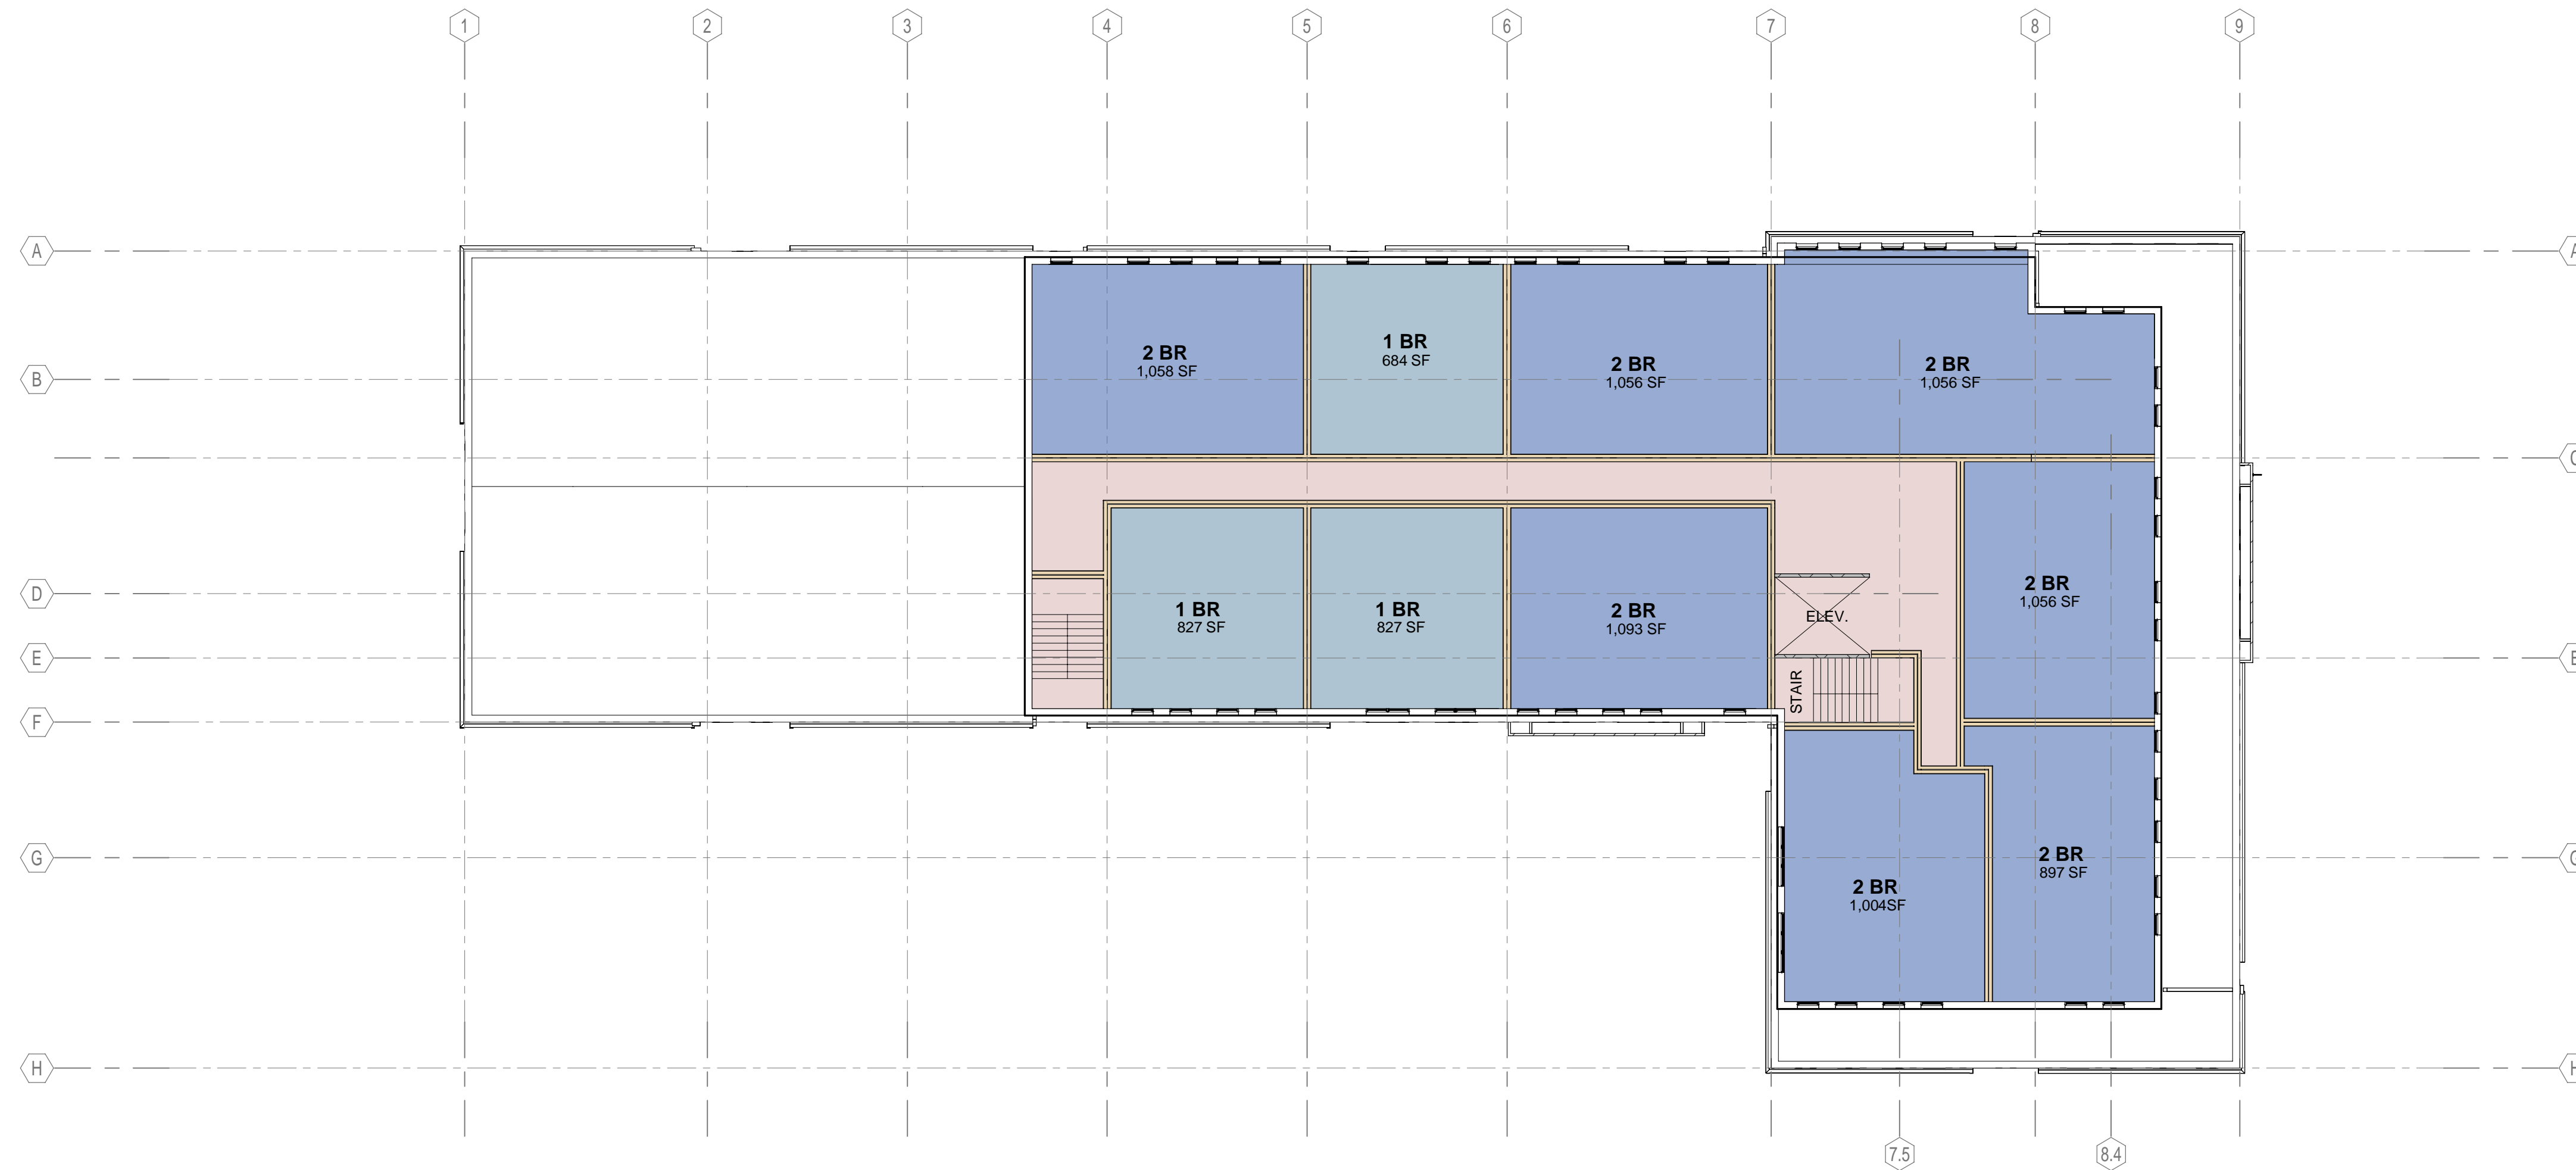 1 2 3 4 5 6 7 8 9
A A
2 BR
1,058 SF
1 BR
684 SF
2 BR
1,056 SF
2 BR
1,056 SF
B
C
D
1 BR
827 SF
1 BR
827 SF
2 BR
1,093 SF
ELEV.
2 BR
1,056 SF
E E
STAIR
F
G G
2 BR
1,004SF
2 BR
897 SF
H H
7.5 8.4